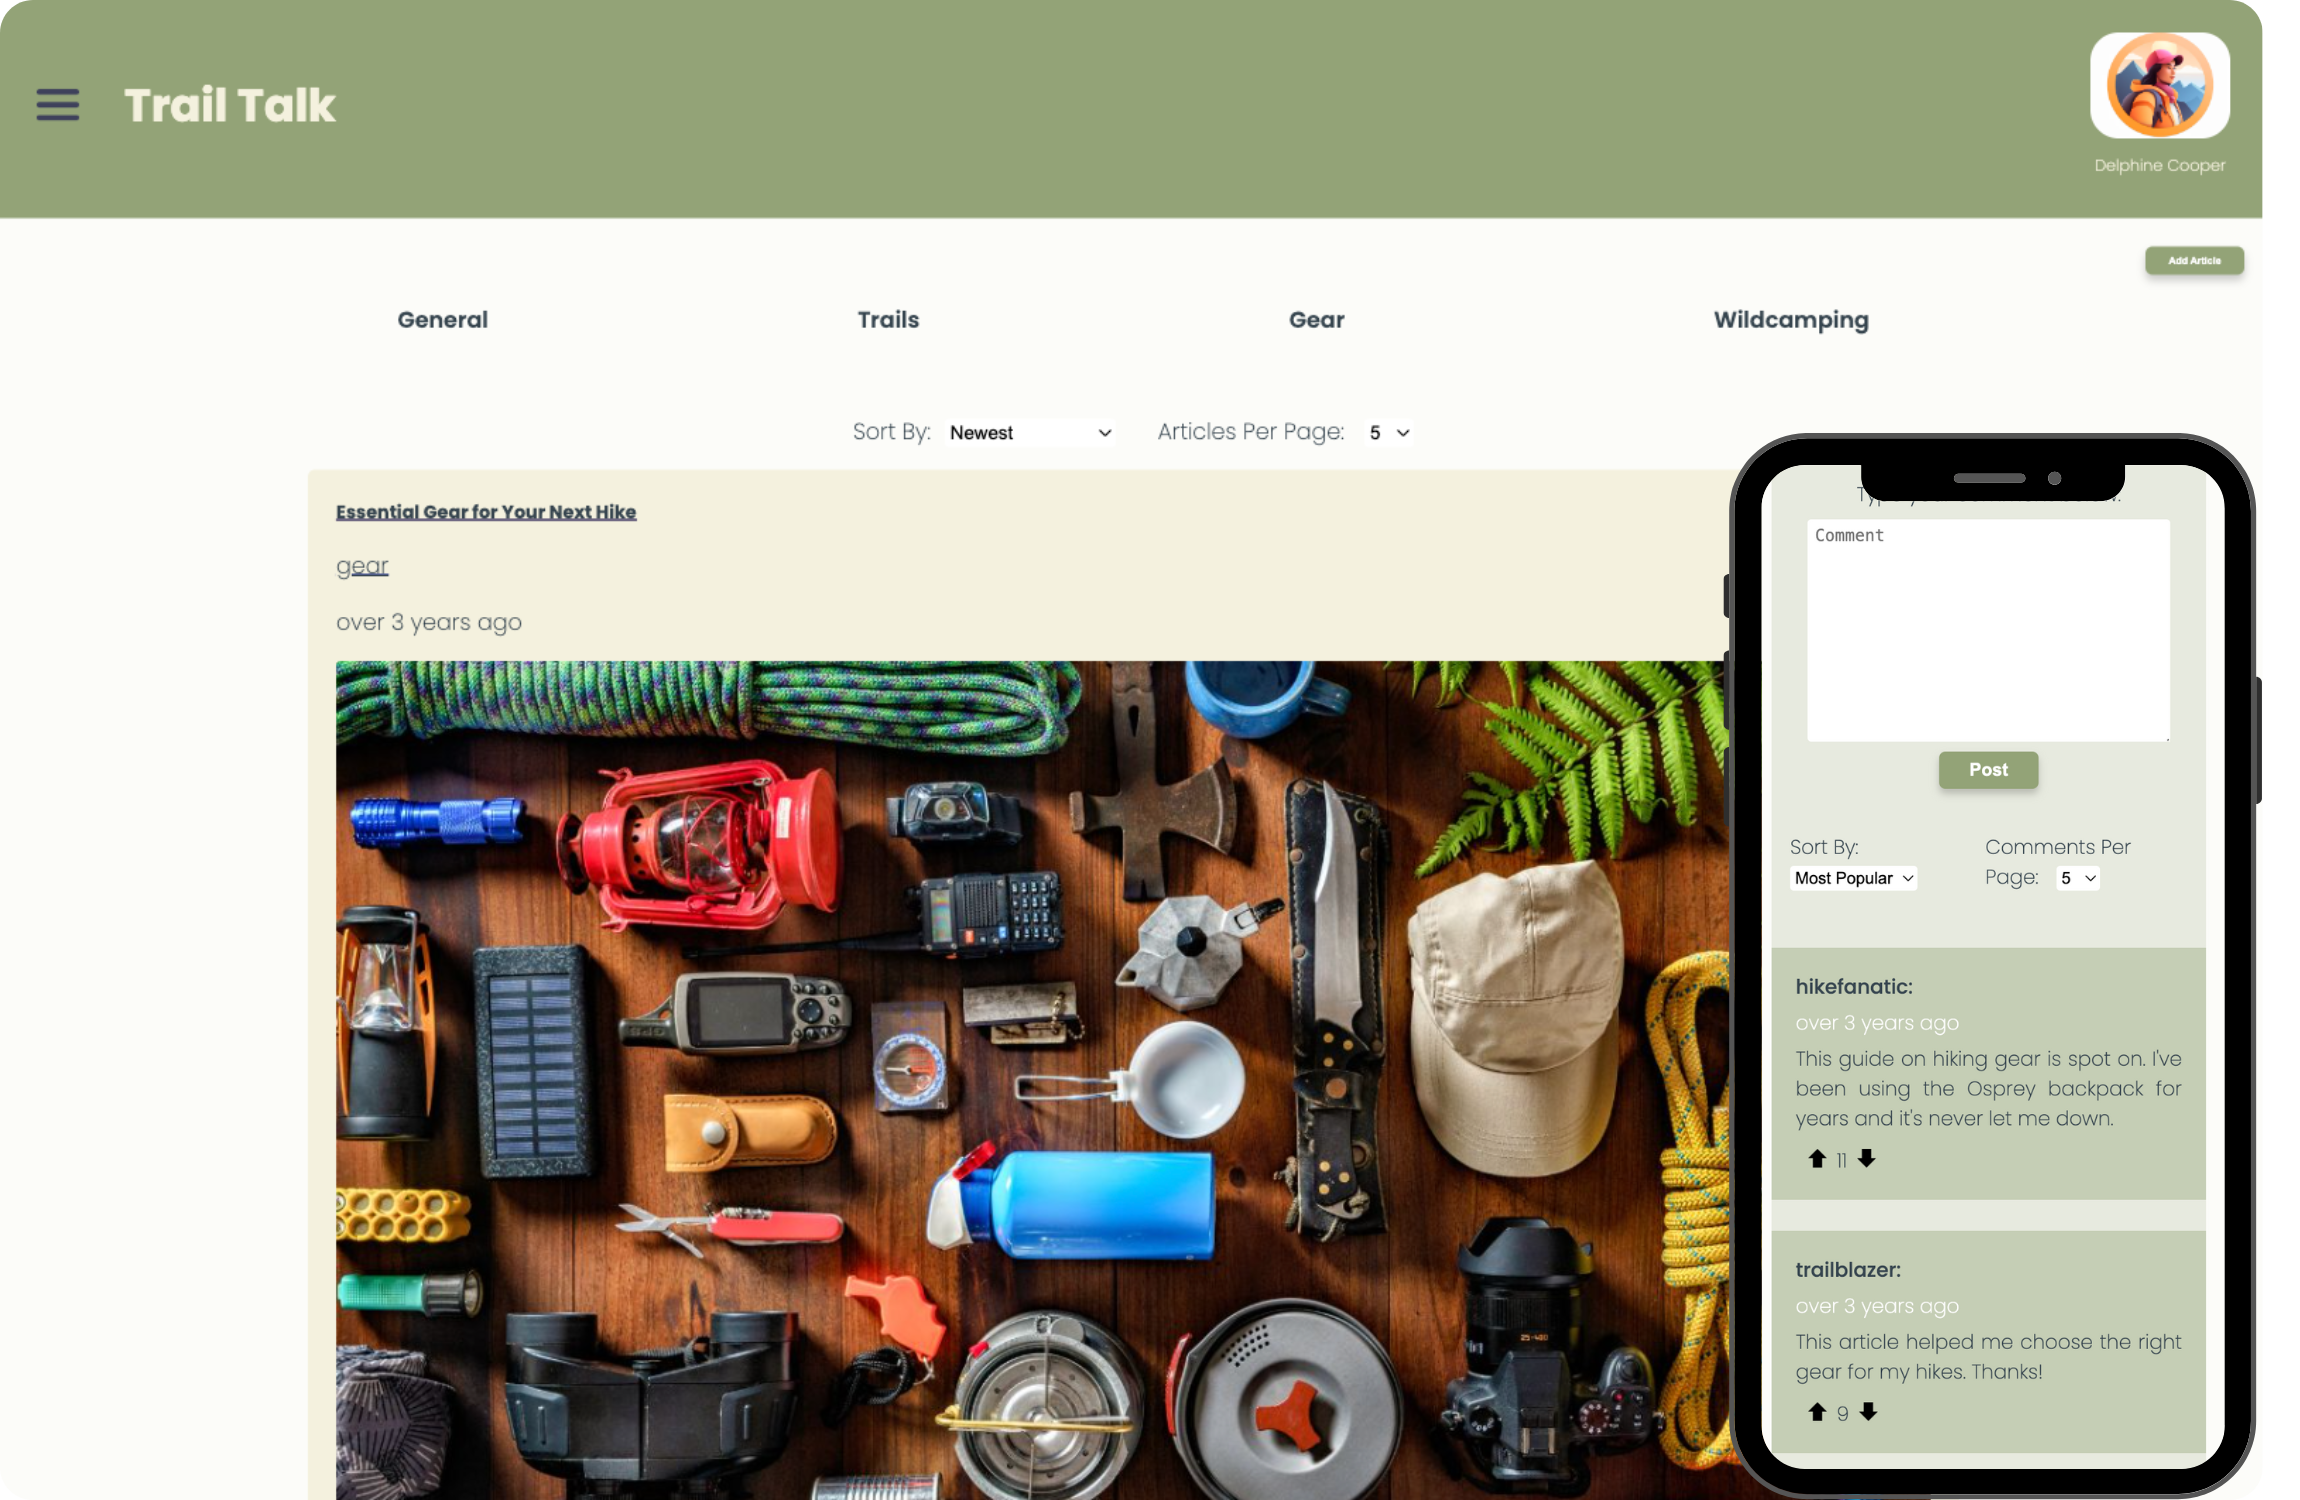 Trail Talk
Delphine Cooper
Add Article
General
Trails
Gear
Wildcamping
Sort By: Newest
Articles Per Page: 5
Essential Gear for Your Next Hike
gear
over 3 years ago
GPS
25-400
Comment
Post
Sort By:
Most Popular
Comments Per
Page: 5
hikefanatic:
over 3 years ago
This guide on hiking gear is spot on. I've
been using the Osprey backpack for
years and it's never let me down.
11
trailblazer:
over 3 years ago
This article helped me choose the right
gear for my hikes. Thanks!
9